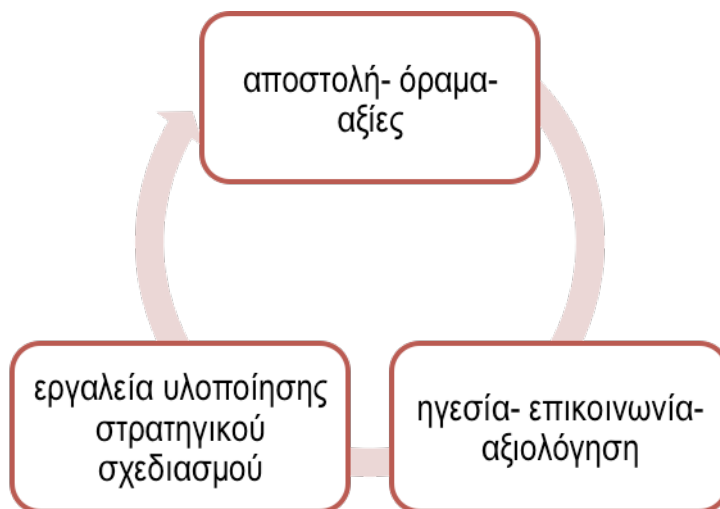 αποστολή- όραμα-
αξίες
εργαλεία υλοποίησης
στρατηγικού
σχεδιασμού
ηγεσία- επικοινωνία-
αξιολόγηση